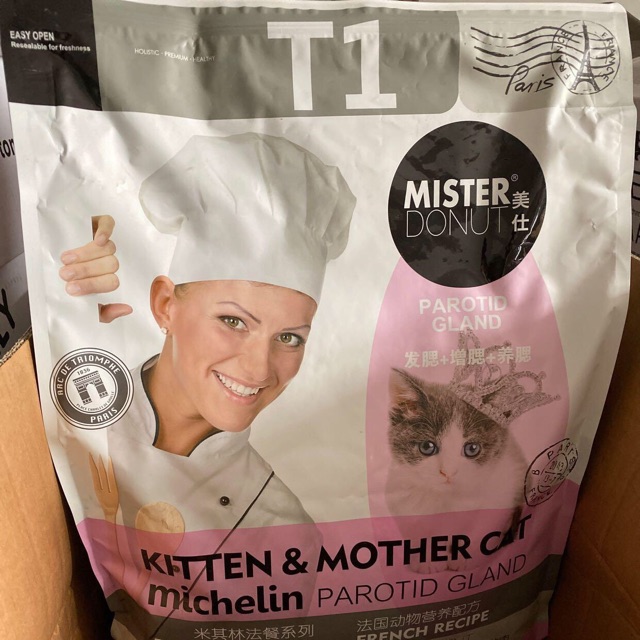 EASY OPEN
Resealable for freshness
HOLISTIC · PREMIUM · HEALTHY
T1
Paris
FRANCE
MISTER®
DONUT
美仕
PAROTID
GLAND
发腮+增腮+养腮
ARC DE TRIOMPHE
1836
PARIS
KITTEN & MOTHER CAT
michelin PAROTID GLAND
米其林法餐系列
法国动物营养配方
FRENCH RECIPE